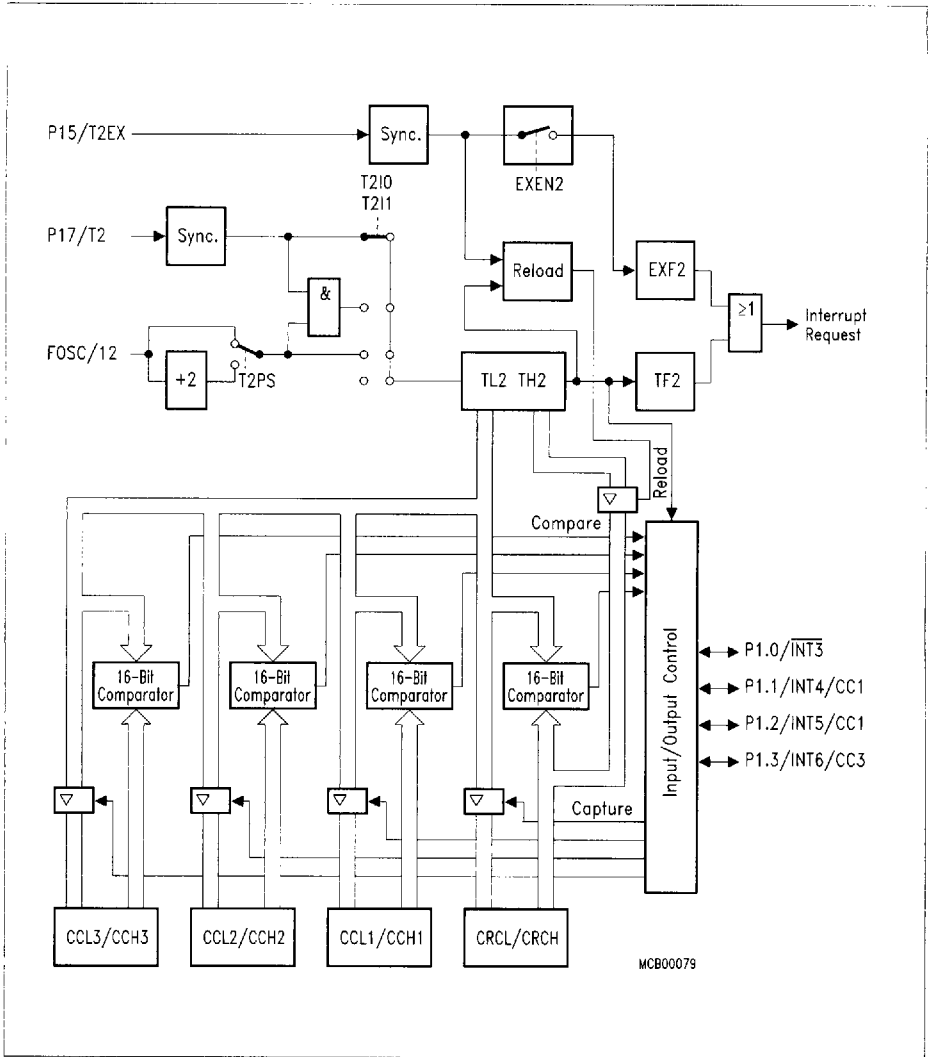 P15/T2EX
Sync.
EXEN2
T2I0
T2I1
P17/T2
Sync.
Reload
EXF2
&
≥1
Interrupt
Request
FOSC/12
+2
T2PS
TL2 TH2
TF2
Reload
Compare
16-Bit
Comparator
16-Bit
Comparator
16-Bit
Comparator
16-Bit
Comparator
Input/Output Control
P1.0/I̅N̅T̅3̅
P1.1/INT4/CC1
P1.2/INT5/CC1
P1.3/INT6/CC3
Capture
CCL3/CCH3
CCL2/CCH2
CCL1/CCH1
CRCL/CRCH
MCB00079